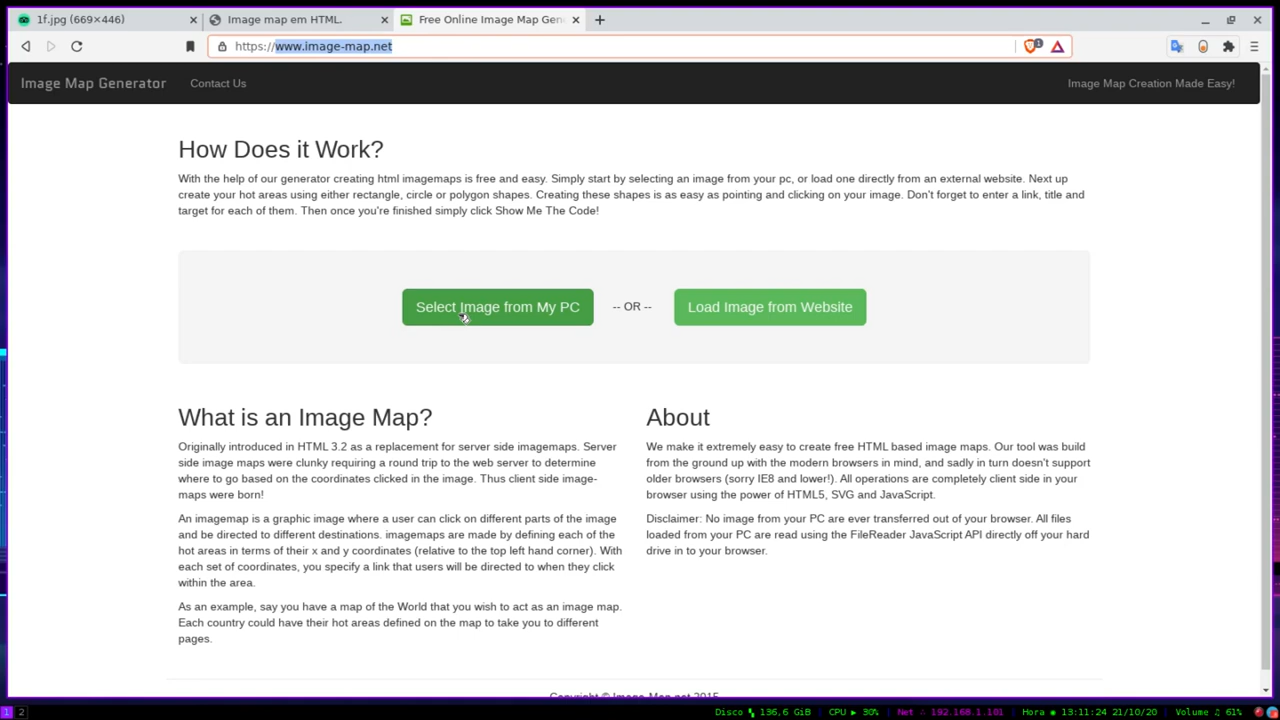 1f.jpg (669×446)
Image map em HTML.
Free Online Image Map Gen
https://www.image-map.net
1
Image Map Generator
Contact Us
Image Map Creation Made Easy!
How Does it Work?
With the help of our generator creating html imagemaps is free and easy. Simply start by selecting an image from your pc, or load one directly from an external website. Next up
create your hot areas using either rectangle, circle or polygon shapes. Creating these shapes is as easy as pointing and clicking on your image. Don't forget to enter a link, title and
target for each of them. Then once you're finished simply click Show Me The Code!
Select Image from My PC
-- OR --
Load Image from Website
What is an Image Map?
Originally introduced in HTML 3.2 as a replacement for server side imagemaps. Server
side image maps were clunky requiring a round trip to the web server to determine
where to go based on the coordinates clicked in the image. Thus client side image-
maps were born!
An imagemap is a graphic image where a user can click on different parts of the image
and be directed to different destinations. imagemaps are made by defining each of the
hot areas in terms of their x and y coordinates (relative to the top left hand corner). With
each set of coordinates, you specify a link that users will be directed to when they click
within the area.
As an example, say you have a map of the World that you wish to act as an image map.
Each country could have their hot areas defined on the map to take you to different
pages.
About
We make it extremely easy to create free HTML based image maps. Our tool was build
from the ground up with the modern browsers in mind, and sadly in turn doesn't support
older browsers (sorry IE8 and lower!). All operations are completely client side in your
browser using the power of HTML5, SVG and JavaScript.
Disclaimer: No image from your PC are ever transferred out of your browser. All files
loaded from your PC are read using the FileReader JavaScript API directly off your hard
drive in to your browser.
Copyright © Image-Map.net 2015
1 2
Disco 136,6 GiB CPU 30% Net 192.168.1.101 Hora 13:11:24 21/10/20 Volume ♫ 61%